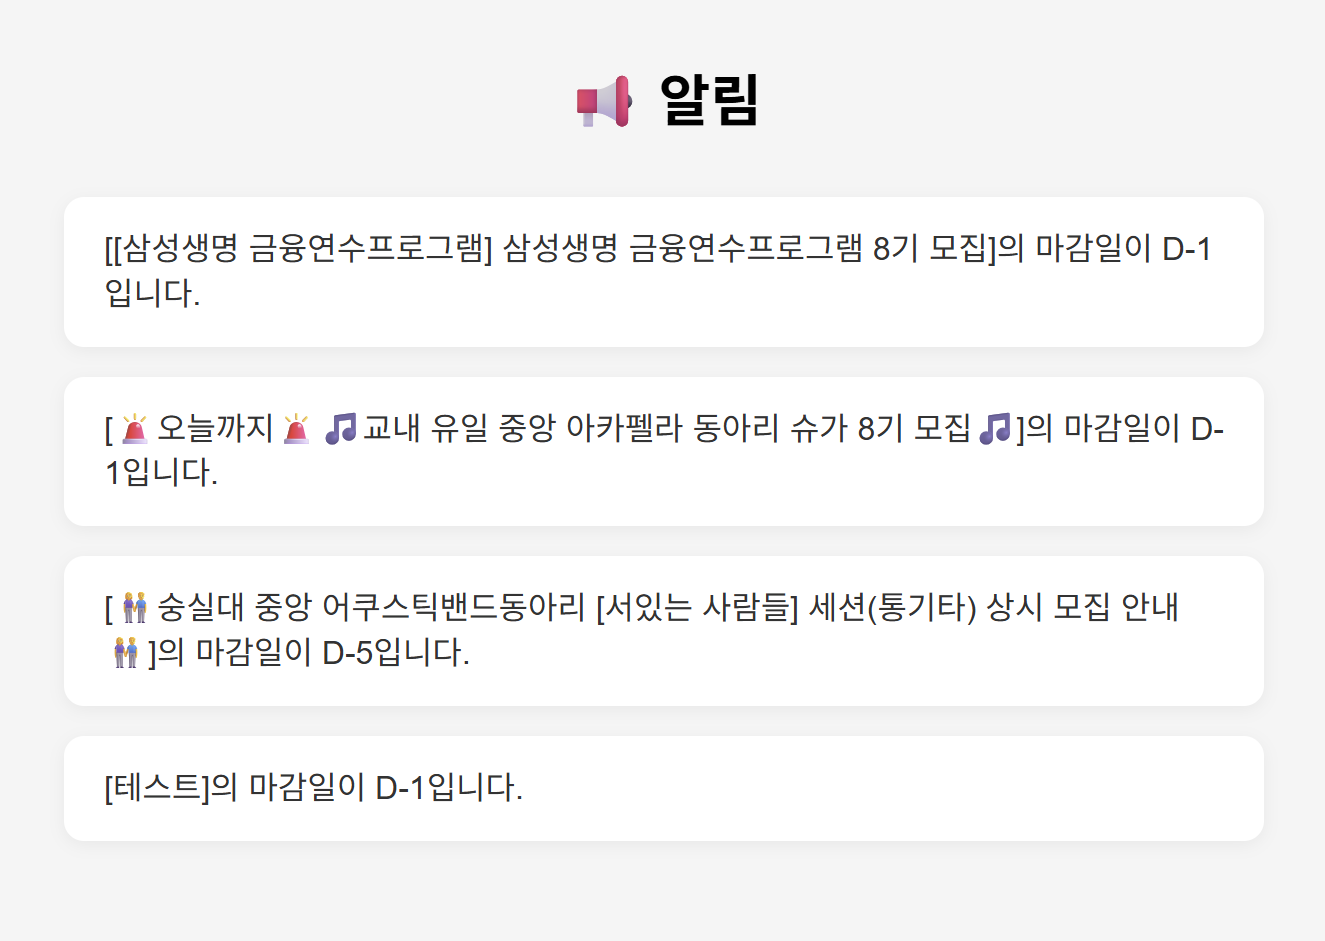 📢 알림
[[삼성생명 금융연수프로그램] 삼성생명 금융연수프로그램 8기 모집]의 마감일이 D-1
입니다.
[🚨오늘까지🚨 🎵교내 유일 중앙 아카펠라 동아리 슈가 8기 모집🎵]의 마감일이 D-
1입니다.
[👫숭실대 중앙 어쿠스틱밴드동아리 [서있는 사람들] 세션(통기타) 상시 모집 안내
👫]의 마감일이 D-5입니다.
[테스트]의 마감일이 D-1입니다.